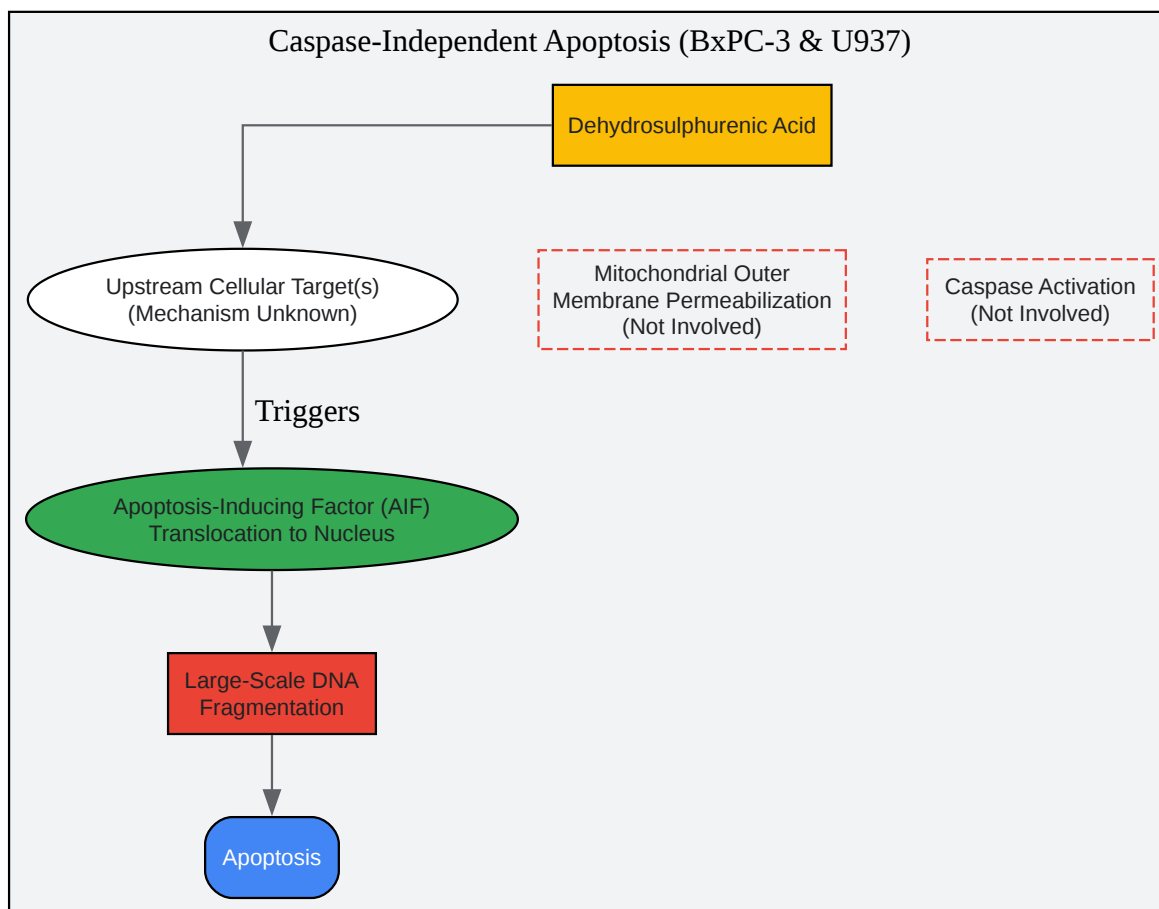 Caspase-Independent Apoptosis (BxPC-3 & U937)
Dehydrosulphurenic Acid
Upstream Cellular Target(s)
(Mechanism Unknown)
Mitochondrial Outer
Membrane Permeabilization
(Not Involved)
Caspase Activation
(Not Involved)
Triggers
Apoptosis-Inducing Factor (AIF)
Translocation to Nucleus
Large-Scale DNA
Fragmentation
Apoptosis